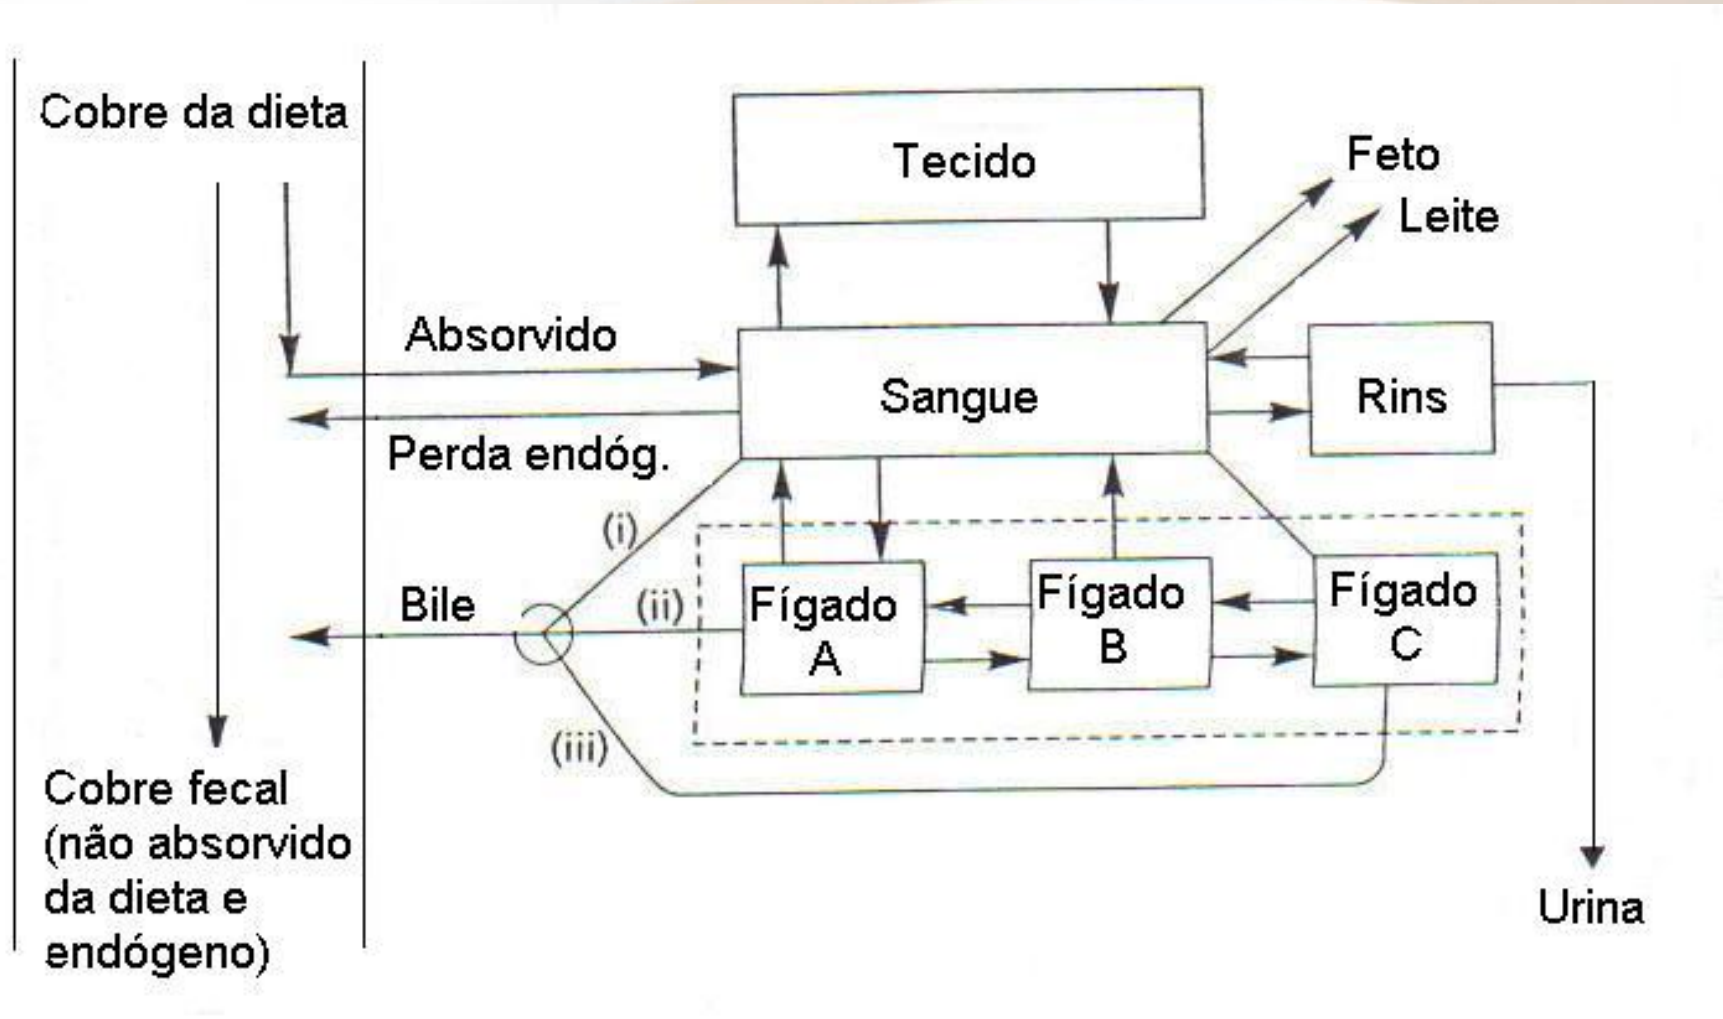 Cobre da dieta
Tecido
Feto
Leite
Absorvido
Sangue
Rins
Perda endóg.
(i)
Bile
(ii)
Fígado
A
Fígado
B
Fígado
C
(iii)
Cobre fecal
(não absorvido
da dieta e
endógeno)
Urina